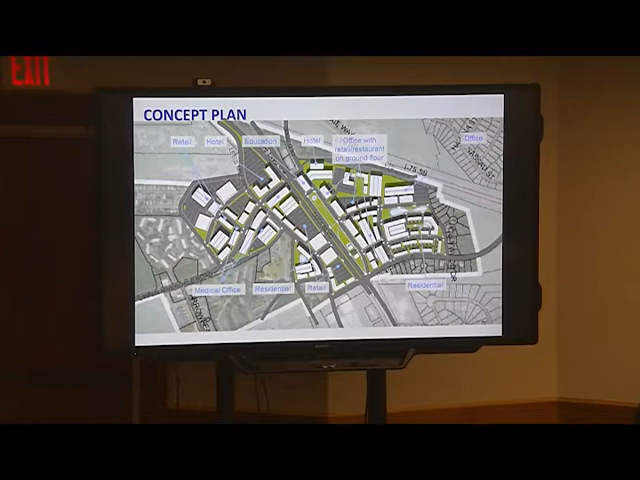 EXIT
CONCEPT PLAN
Retail
Hotel
Education
Hotel
Office with
retail/restaurant
on ground floor
Office
I-75 SB
Medical Office
Residential
Retail
Residential